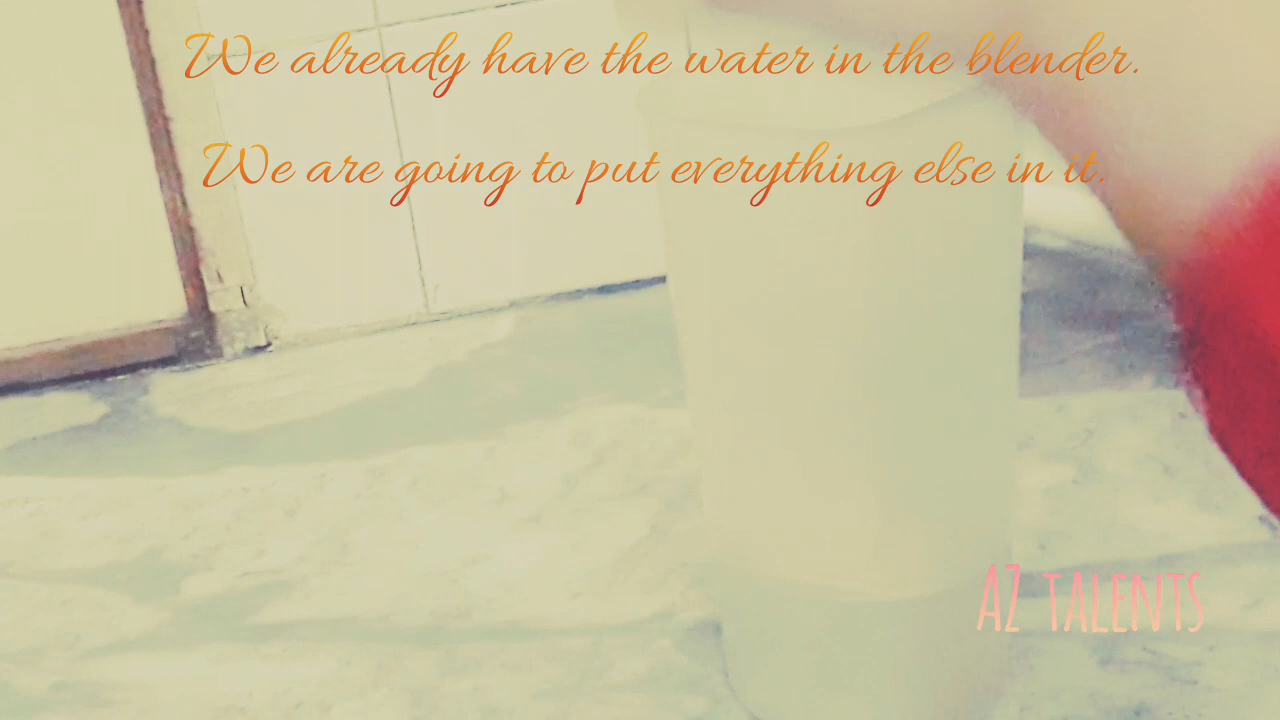 We already have the water in the blender.
We are going to put everything else in it.
AZ TALENTS